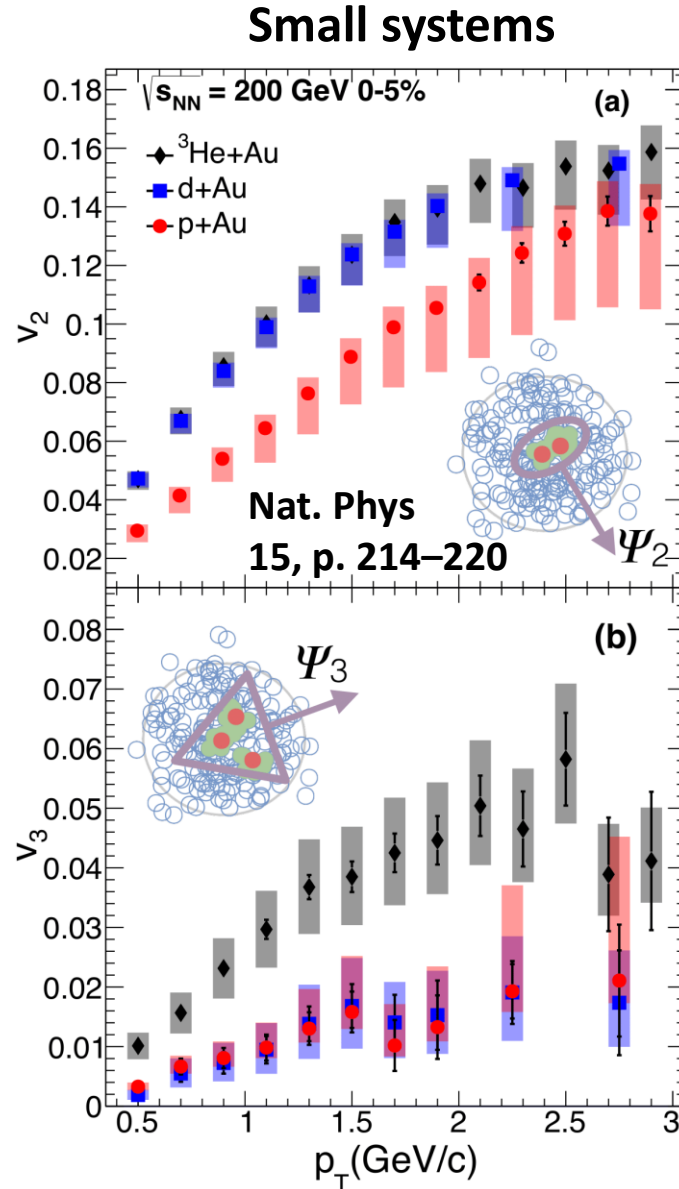 Small systems
√s_NN = 200 GeV 0-5%
(a)
³He+Au
d+Au
p+Au
0.18
0.16
0.14
0.12
0.1
0.08
0.06
0.04
0.02
v₂
Nat. Phys
15, p. 214–220
Ψ₂
(b)
Ψ₃
0.08
0.07
0.06
0.05
0.04
0.03
0.02
0.01
0
v₃
0.5 1 1.5 2 2.5 3
p_T(GeV/c)